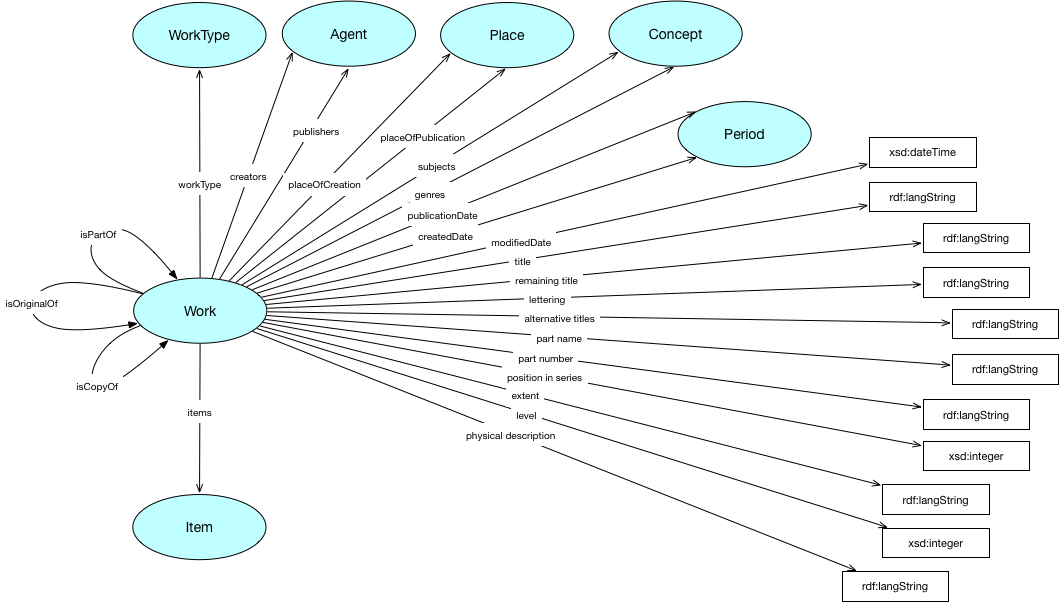 WorkType
Agent
Place
Concept
Period
publishers
placeOfPublication
xsd:dateTime
subjects
creators
workType
placeOfCreation
genres
rdf:langString
publicationDate
isPartOf
createdDate
modifiedDate
rdf:langString
title
remaining title
rdf:langString
isOriginalOf
lettering
Work
alternative titles
rdf:langString
part name
part number
rdf:langString
position in series
isCopyOf
extent
items
level
rdf:langString
physical description
xsd:integer
rdf:langString
Item
xsd:integer
rdf:langString